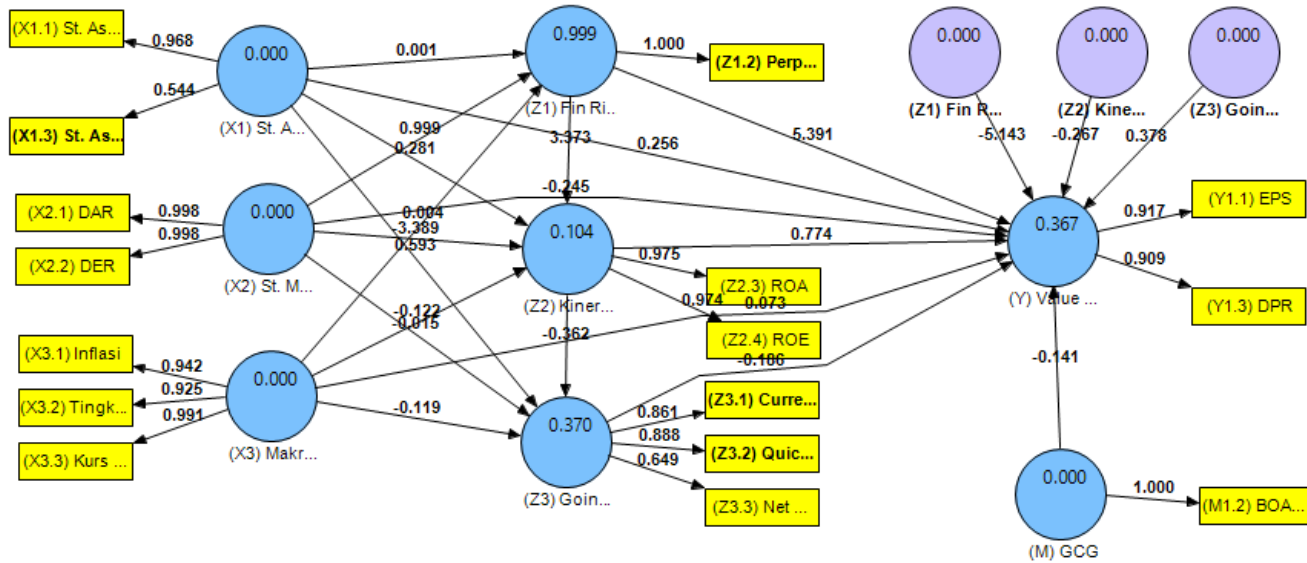 (X1.1) St. As...
0.968
0.544
(X1.3) St. As...
0.000
(X1) St. A...
0.001
0.999
1.000
(Z1.2) Perp...
(Z1) Fin Ri...
0.999
0.281
3.373
0.256
5.391
0.000
(Z1) Fin R...
0.000
(Z2) Kine...
0.000
(Z3) Goin...
-5.143
-0.267
0.378
(X2.1) DAR
0.998
0.998
(X2.2) DER
0.000
(X2) St. M...
-0.245
0.004
-3.389
0.593
0.104
(Z2) Kiner...
0.774
0.975
(Z2.3) ROA
0.974
0.073
(Z2.4) ROE
0.367
(Y) Value ...
0.917
(Y1.1) EPS
0.909
(Y1.3) DPR
-0.122
-0.015
-0.362
-0.186
-0.141
(X3.1) Inflasi
0.942
(X3.2) Tingk...
0.925
0.991
(X3.3) Kurs ...
0.000
(X3) Makr...
-0.119
0.370
(Z3) Goin...
0.861
(Z3.1) Curre...
0.888
(Z3.2) Quic...
0.649
(Z3.3) Net ...
0.000
(M) GCG
1.000
(M1.2) BOA...